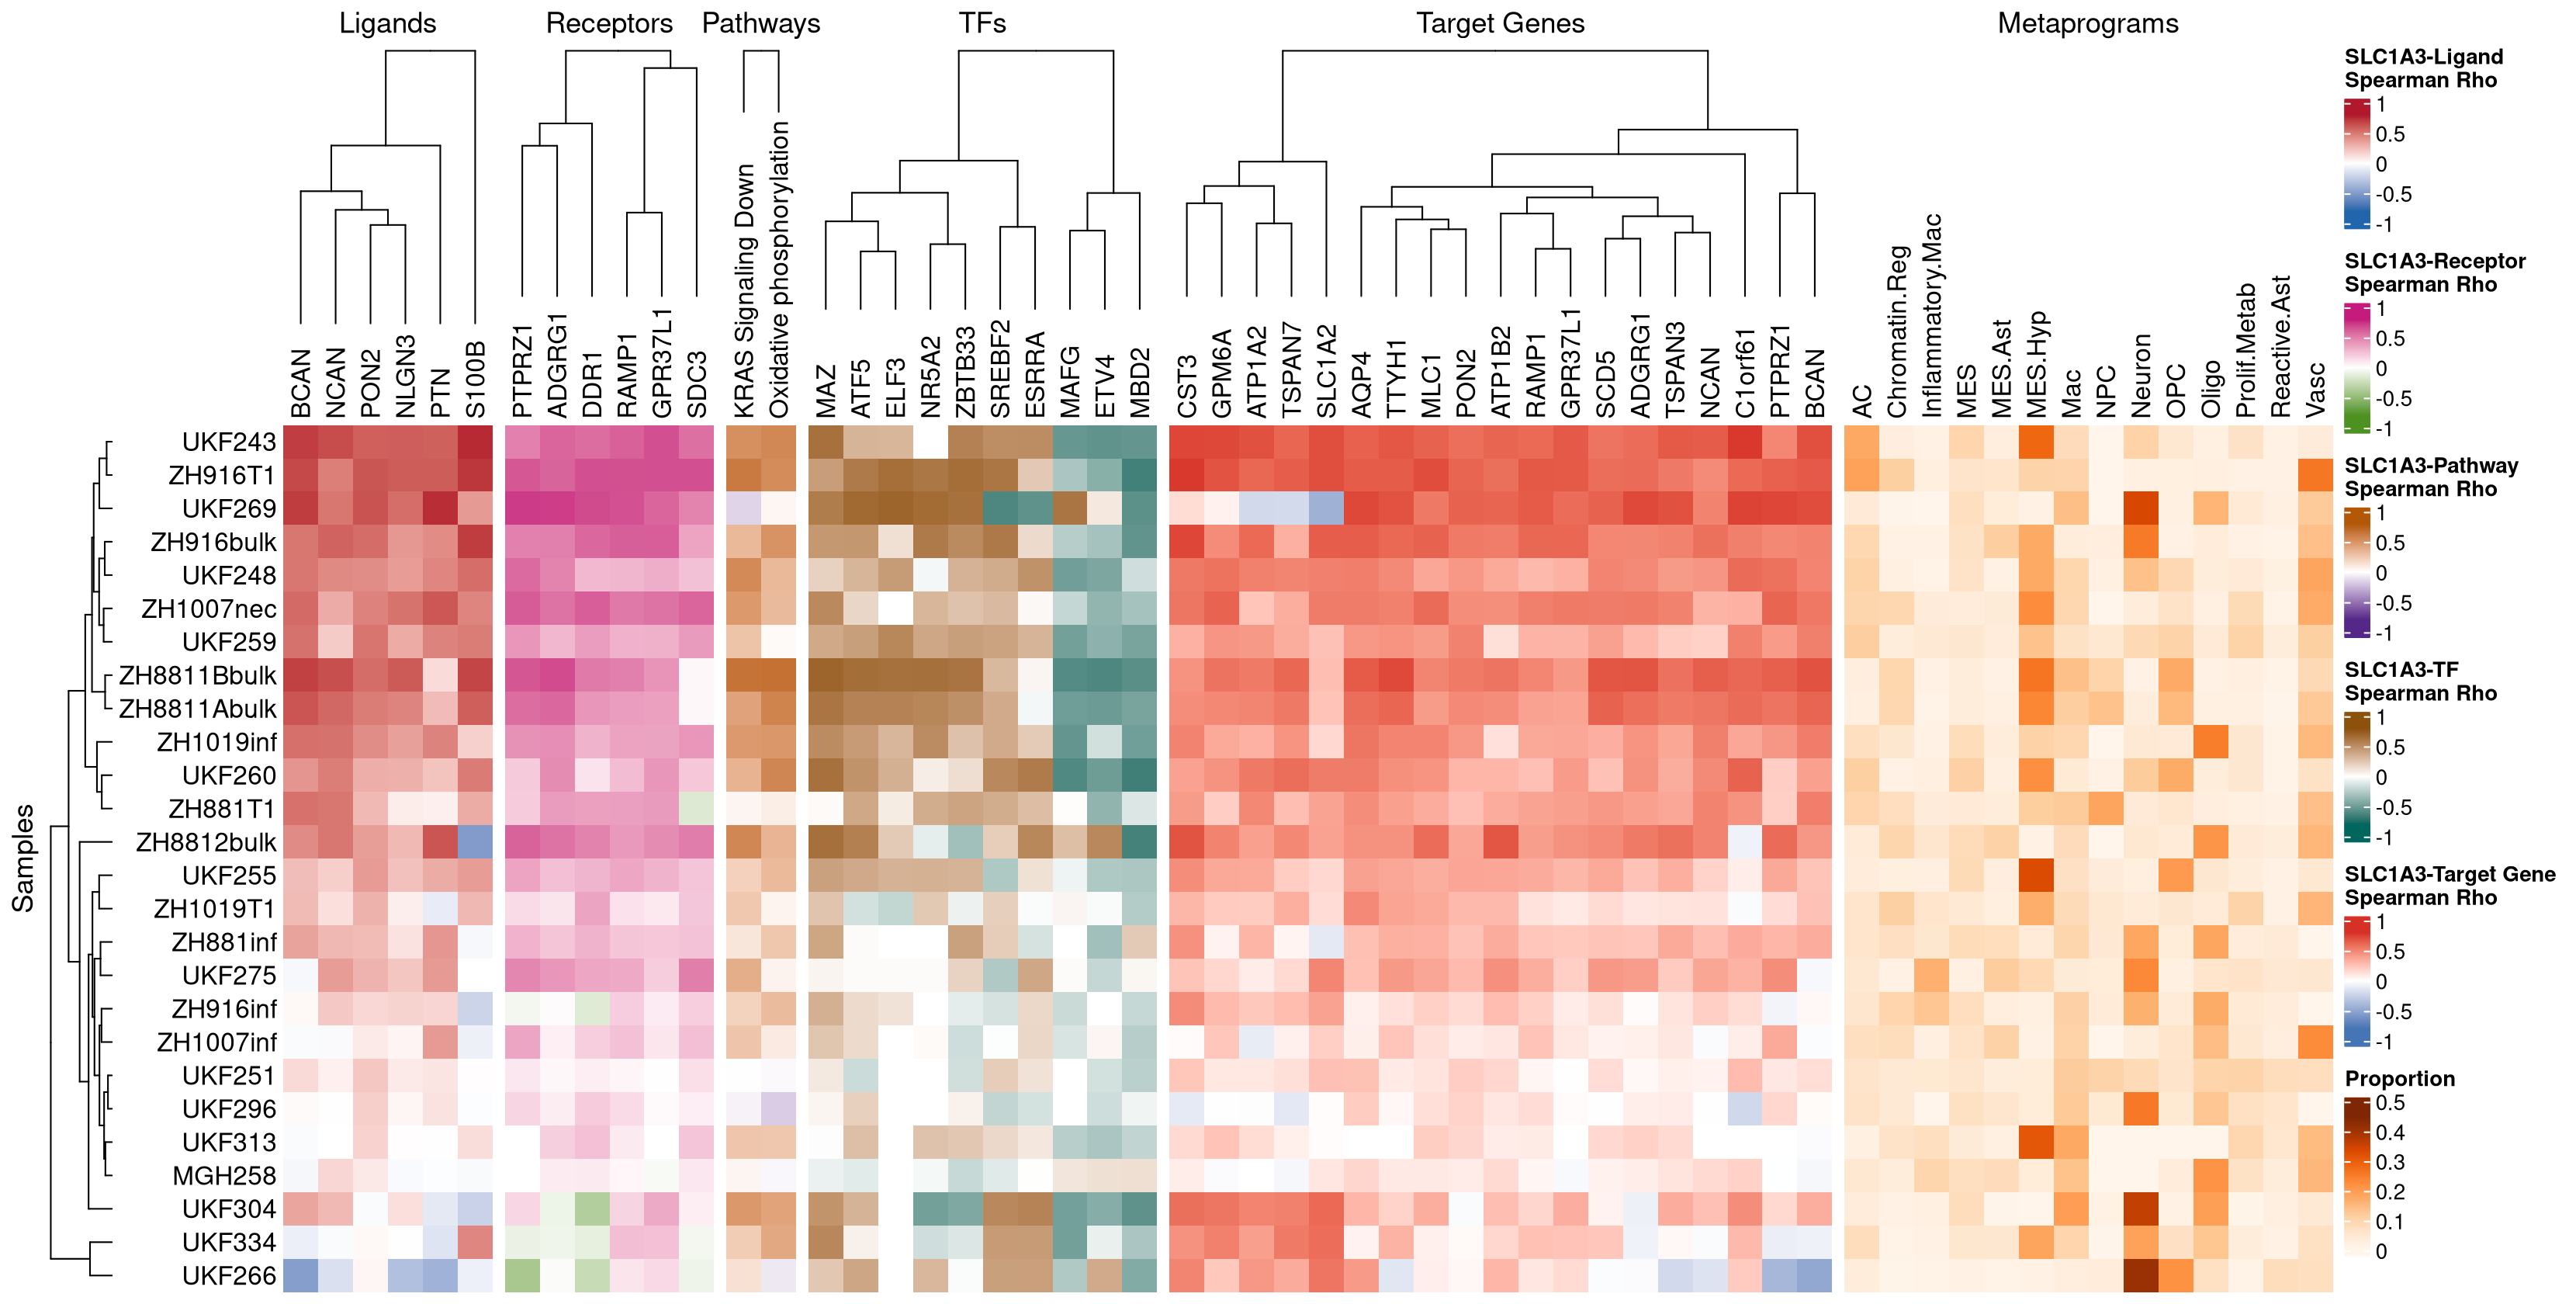 Ligands
Receptors
Pathways
TFs
Target Genes
Metaprograms
BCAN
NCAN
PON2
NLGN3
PTN
S100B
PTPRZ1
ADGRG1
DDR1
RAMP1
GPR37L1
SDC3
KRAS Signaling Down
Oxidative phosphorylation
MAZ
ATF5
ELF3
NR5A2
ZBTB33
SREBF2
ESRRA
MAFG
ETV4
MBD2
CST3
GPM6A
ATP1A2
TSPAN7
SLC1A2
AQP4
TTYH1
MLC1
PON2
ATP1B2
RAMP1
GPR37L1
SCD5
ADGRG1
TSPAN3
NCAN
C1orf61
PTPRZ1
BCAN
AC
Chromatin.Reg
Inflammatory.Mac
MES
MES.Ast
MES.Hyp
Mac
NPC
Neuron
OPC
Oligo
Prolif.Metab
Reactive.Ast
Vasc
Samples
UKF243
ZH916T1
UKF269
ZH916bulk
UKF248
ZH1007nec
UKF259
ZH8811Bbulk
ZH8811Abulk
ZH1019inf
UKF260
ZH881T1
ZH8812bulk
UKF255
ZH1019T1
ZH881inf
UKF275
ZH916inf
ZH1007inf
UKF251
UKF296
UKF313
MGH258
UKF304
UKF334
UKF266
SLC1A3-Ligand
Spearman Rho
1
0.5
0
-0.5
-1
SLC1A3-Receptor
Spearman Rho
1
0.5
0
-0.5
-1
SLC1A3-Pathway
Spearman Rho
1
0.5
0
-0.5
-1
SLC1A3-TF
Spearman Rho
1
0.5
0
-0.5
-1
SLC1A3-Target Gene
Spearman Rho
1
0.5
0
-0.5
-1
Proportion
0.5
0.4
0.3
0.2
0.1
0